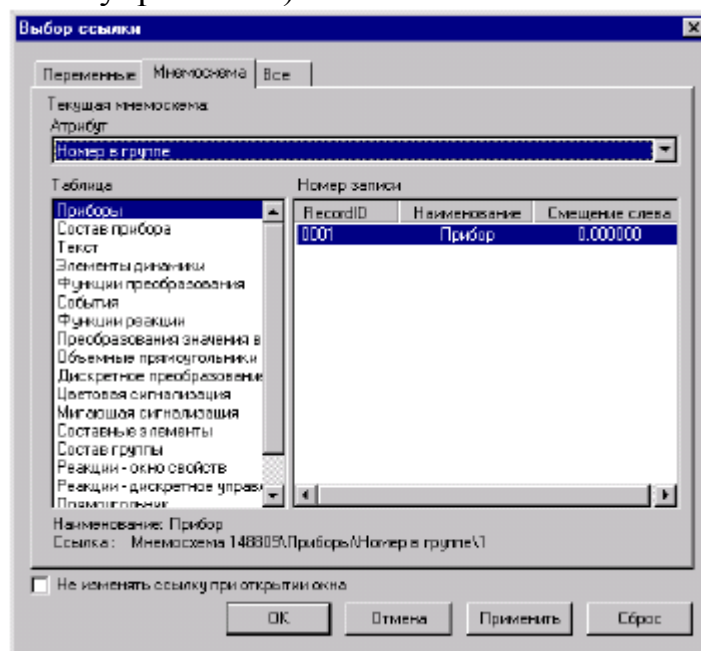 Выбор ссылки
Переменные Мнемосхема Все
Текущая мнемосхема
Атрибут
Номер в группе
Таблица Номер записи
Приборы
Состав прибора
Текст
Элементы динамики
Функции преобразования
События
Функции реакции
Преобразования значения в
Объемные прямоугольники
Дискретное преобразование
Цветовая сигнализация
Мигающая сигнализация
Составные элементы
Состав группы
Реакции - окно свойств
Реакции - дискретное управ
Прямоугольник
RecordID Наименование Смещение слева
0001 Прибор 0.000000
Наименование: Прибор
Ссылка: Мнемосхема 148809\Приборы\Номер в группе\1
Не изменять ссылку при открытии окна
OK Отмена Применить Сброс